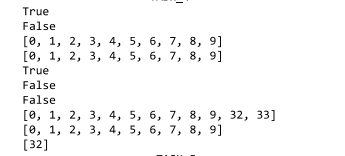 True
False
[0, 1, 2, 3, 4, 5, 6, 7, 8, 9]
[0, 1, 2, 3, 4, 5, 6, 7, 8, 9]
True
False
False
[0, 1, 2, 3, 4, 5, 6, 7, 8, 9, 32, 33]
[0, 1, 2, 3, 4, 5, 6, 7, 8, 9]
[32]